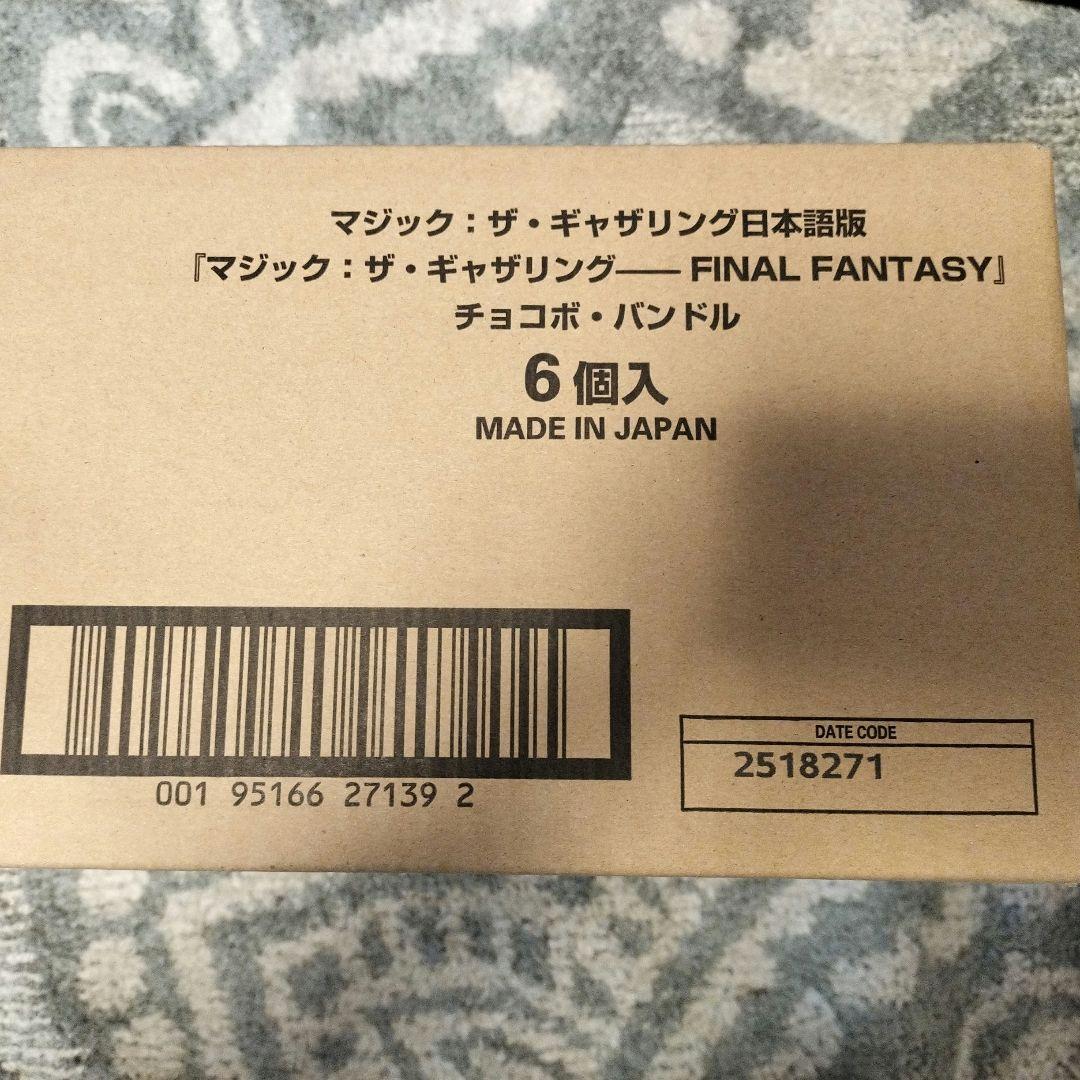 マジック：ザ・ギャザリング日本語版
『マジック：ザ・ギャザリング—— FINAL FANTASY』
チョコボ・バンドル
6個入
MADE IN JAPAN
001 95166 27139 2
DATE CODE
2518271